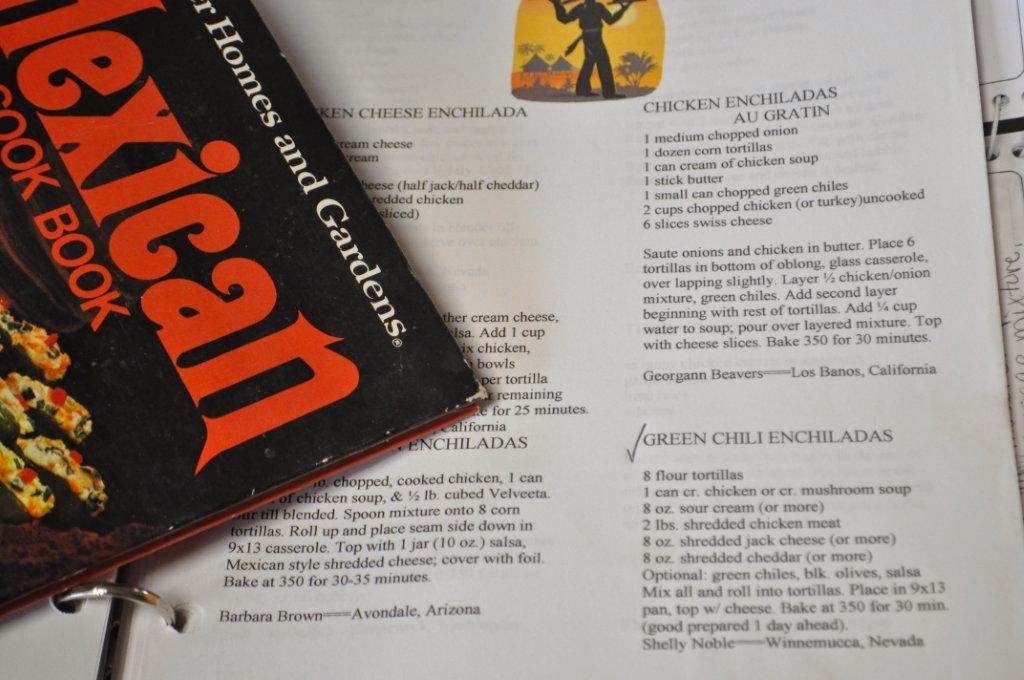 er Homes and Gardens®
Mexican
COOK BOOK
KEN CHEESE ENCHILADA
ream cheese
ream
heese (half jack/half cheddar)
redded chicken
sliced)
ther cream cheese,
lsa. Add 1 cup
ix chicken,
bowls
per tortilla
remaining
e for 25 minutes.
California
ENCHILADAS
lb. chopped, cooked chicken, 1 can
of chicken soup, & ½ lb. cubed Velveeta.
till blended. Spoon mixture onto 8 corn
tortillas. Roll up and place seam side down in
9x13 casserole. Top with 1 jar (10 oz.) salsa,
Mexican style shredded cheese; cover with foil.
Bake at 350 for 30-35 minutes.
Barbara Brown===Avondale, Arizona
CHICKEN ENCHILADAS
AU GRATIN
1 medium chopped onion
1 dozen corn tortillas
1 can cream of chicken soup
1 stick butter
1 small can chopped green chiles
2 cups chopped chicken (or turkey)uncooked
6 slices swiss cheese
Saute onions and chicken in butter. Place 6
tortillas in bottom of oblong, glass casserole,
over lapping slightly. Layer ½ chicken/onion
mixture, green chiles. Add second layer
beginning with rest of tortillas. Add ¼ cup
water to soup; pour over layered mixture. Top
with cheese slices. Bake 350 for 30 minutes.
Georgann Beavers===Los Banos, California
GREEN CHILI ENCHILADAS
8 flour tortillas
1 can cr. chicken or cr. mushroom soup
8 oz. sour cream (or more)
2 lbs. shredded chicken meat
8 oz. shredded jack cheese (or more)
8 oz. shredded cheddar (or more)
Optional: green chiles, blk. olives, salsa
Mix all and roll into tortillas. Place in 9x13
pan, top w/ cheese. Bake at 350 for 30 min.
(good prepared 1 day ahead).
Shelly Noble===Winnemucca, Nevada
mixture,